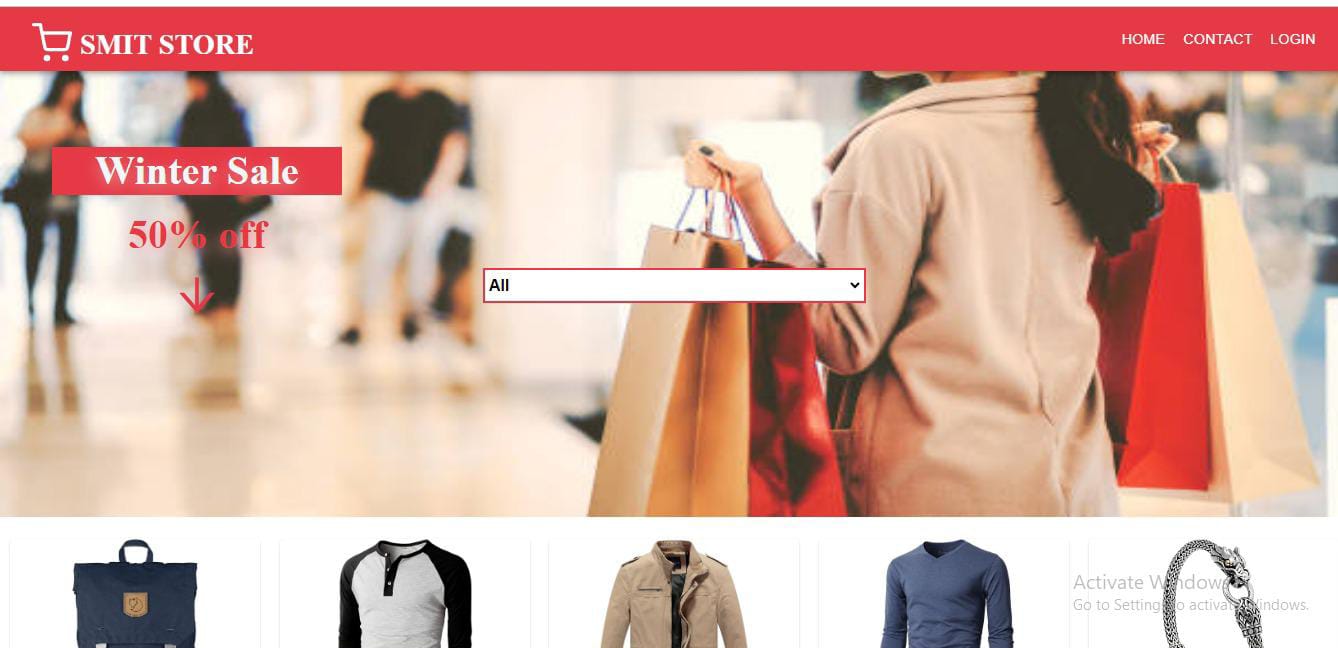 SMIT STORE
HOME CONTACT LOGIN
Winter Sale
50% off
All
Activate Windows
Go to Settings to activate Windows.